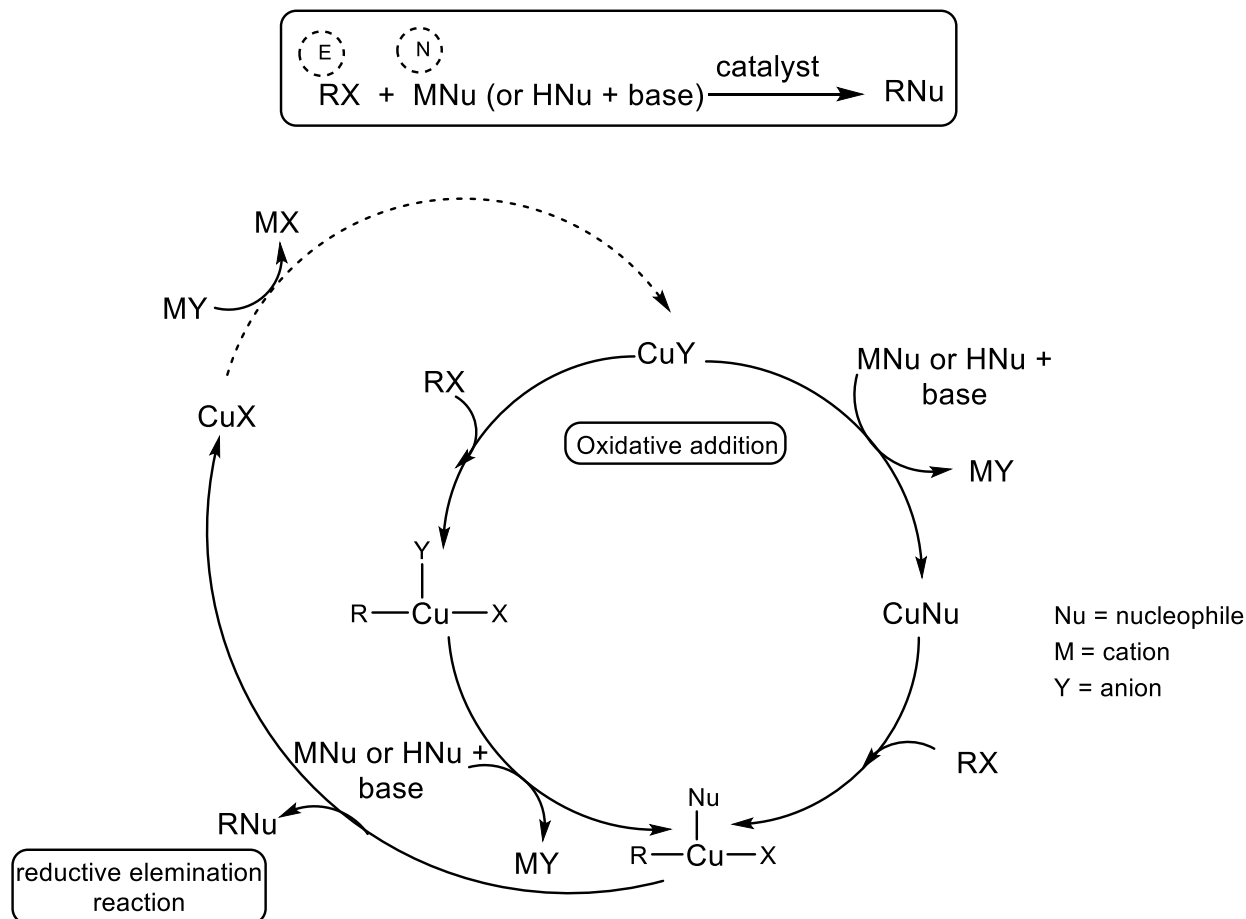 E
N
RX + MNu (or HNu + base)
catalyst
RNu
MX
MY
CuY
MNu or HNu +
base
RX
CuX
Oxidative addition
MY
Y
R Cu X
CuNu
Nu = nucleophile
M = cation
Y = anion
MNu or HNu +
base
RX
Nu
RNu
R Cu X
MY
reductive elemination
reaction